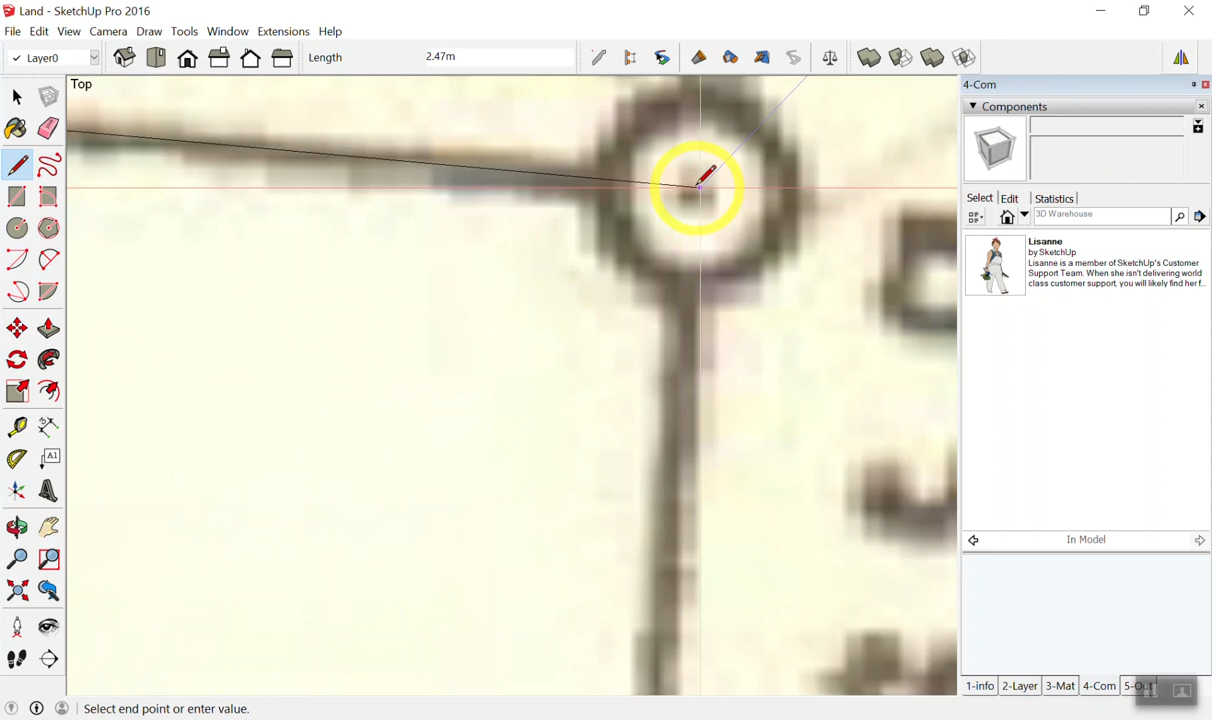 Land - SketchUp Pro 2016
File Edit View Camera Draw Tools Window Extensions Help
Layer0
Length 2.47m
Top
4-Com
Components
Select Edit Statistics
3D Warehouse
Lisanne
by SketchUp
Lisanne is a member of SketchUp's Customer
Support Team. When she isn't delivering world
class customer support, you will likely find her f...
In Model
1-info 2-Layer 3-Mat 4-Com 5-Out
Select end point or enter value.
A1